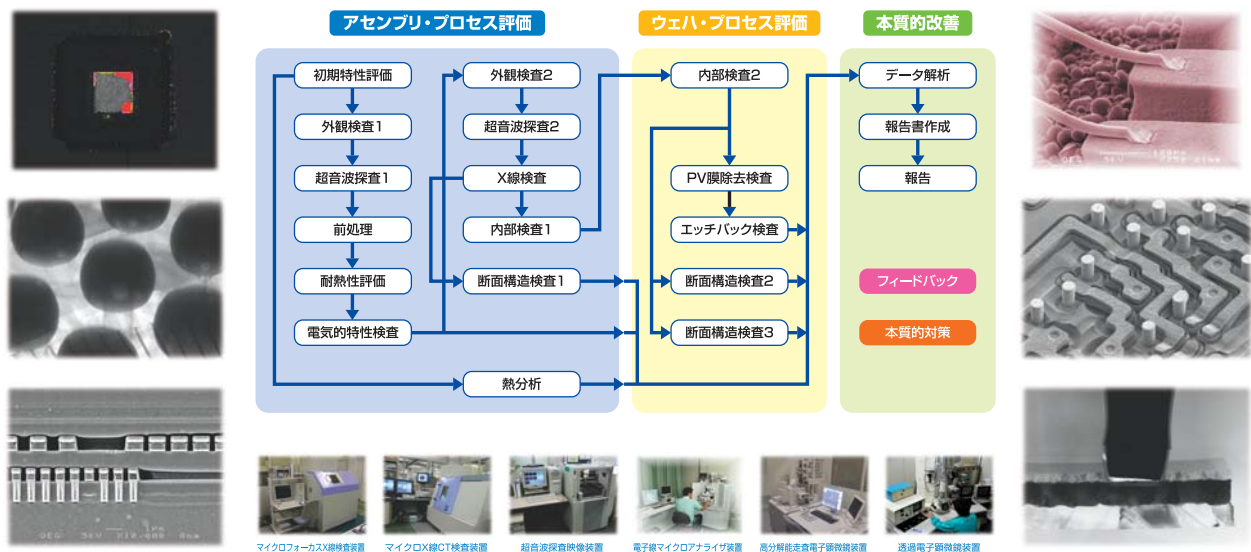 アセンブリ・プロセス評価
ウェハ・プロセス評価
本質的改善
初期特性評価
外観検査1
超音波探査1
前処理
耐熱性評価
電気的特性検査
外観検査2
超音波探査2
X線検査
内部検査1
断面構造検査1
熱分析
内部検査2
PV膜除去検査
エッチバック検査
断面構造検査2
断面構造検査3
データ解析
報告書作成
報告
フィードバック
本質的対策
マイクロフォーカスX線検査装置
マイクロX線CT検査装置
超音波探査映像装置
電子線マイクロアナライザ装置
高分解能走査電子顕微鏡装置
透過電子顕微鏡装置